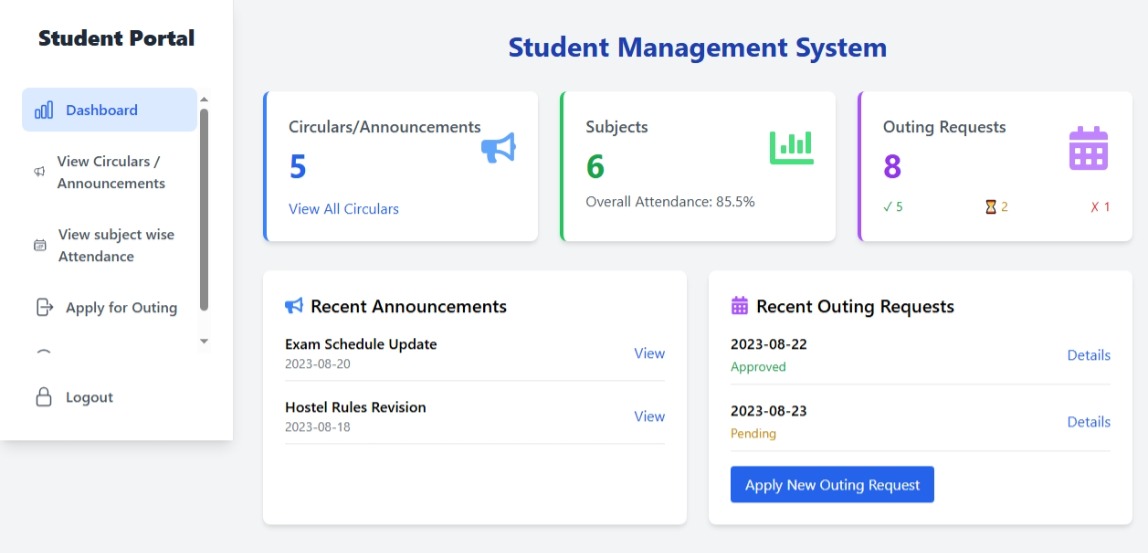 Student Portal
Dashboard
View Circulars /
Announcements
View subject wise
Attendance
Apply for Outing
Logout
Student Management System
Circulars/Announcements
5
View All Circulars
Subjects
6
Overall Attendance: 85.5%
Outing Requests
8
✓ 5 ⏳ 2 ✗ 1
Recent Announcements
Exam Schedule Update
2023-08-20
View
Hostel Rules Revision
2023-08-18
View
Recent Outing Requests
2023-08-22
Approved
Details
2023-08-23
Pending
Details
Apply New Outing Request